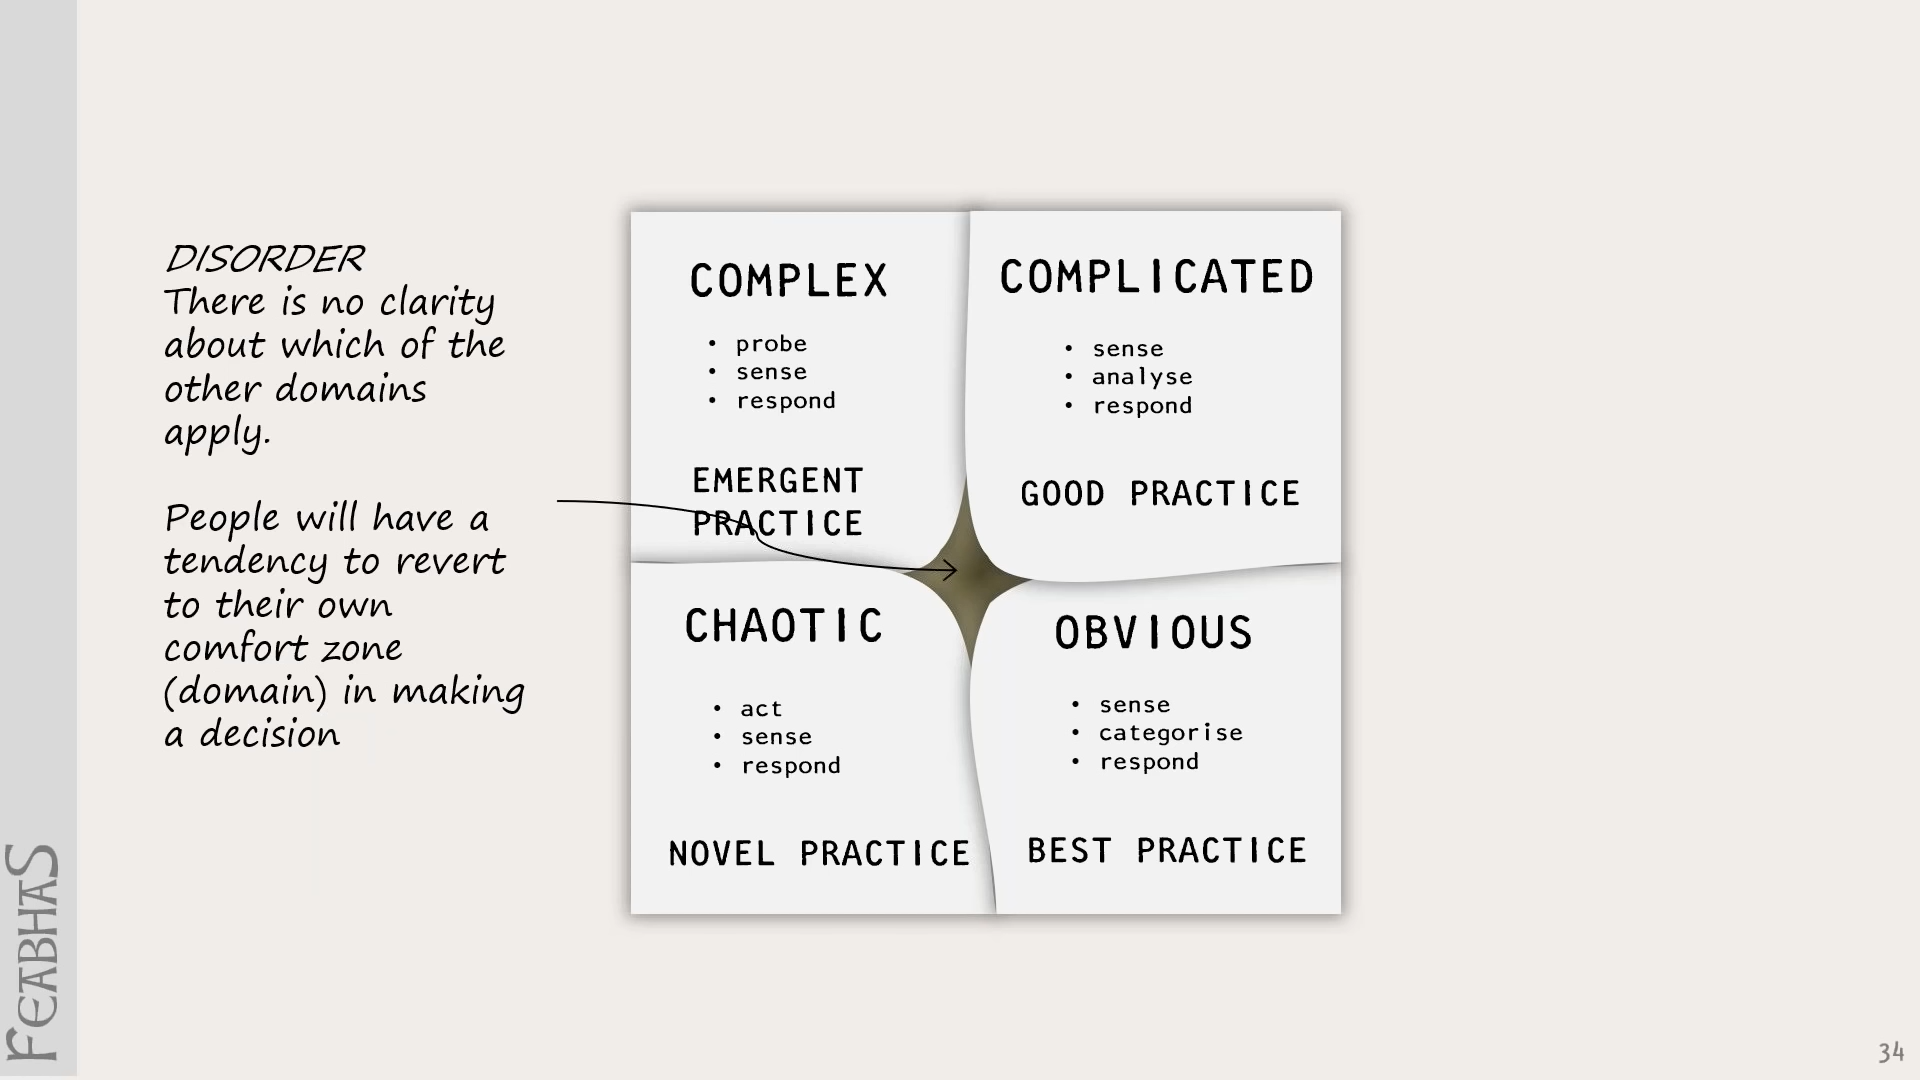 DISORDER
There is no clarity
about which of the
other domains
apply.
People will have a
tendency to revert
to their own
comfort zone
(domain) in making
a decision
COMPLEX
• probe
• sense
• respond
EMERGENT
PRACTICE
COMPLICATED
• sense
• analyse
• respond
GOOD PRACTICE
CHAOTIC
• act
• sense
• respond
NOVEL PRACTICE
OBVIOUS
• sense
• categorise
• respond
BEST PRACTICE
FEABHAS
34